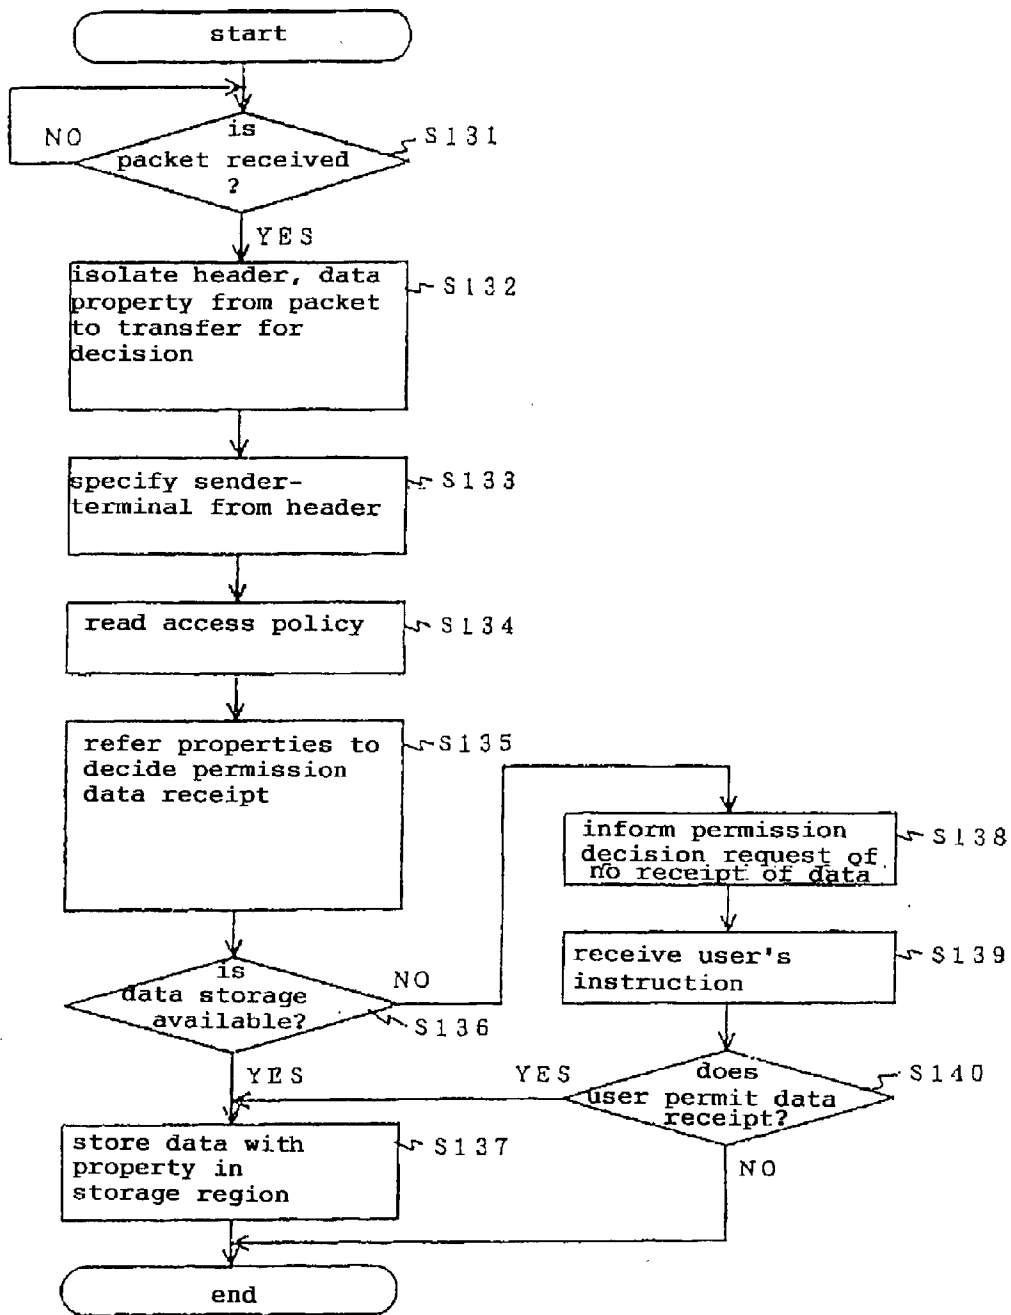 start
NO
is
packet received
?
S131
YES
isolate header, data
property from packet
to transfer for
decision
S132
specify sender-
terminal from header
S133
read access policy
S134
refer properties to
decide permission
data receipt
S135
is
data storage
available?
NO
S136
YES
inform permission
decision request of
no receipt of data
S138
receive user's
instruction
S139
does
user permit data
receipt?
S140
YES
NO
store data with
property in
storage region
S137
end